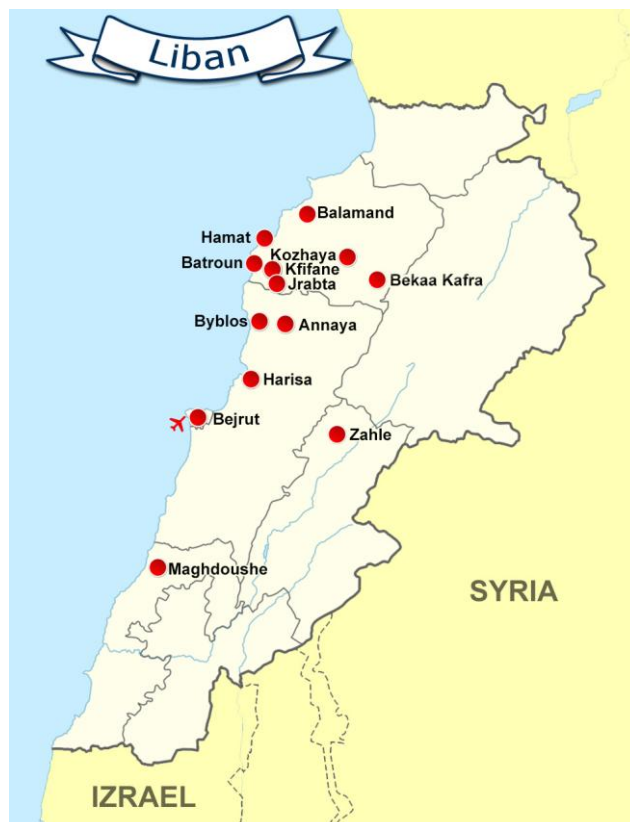 Liban
Balamand
Hamat
Kozhaya
Batroun
Kfifane
Bekaa Kafra
Jrabta
Byblos
Annaya
Harisa
Bejrut
Zahle
Maghdoushe
SYRIA
IZRAEL